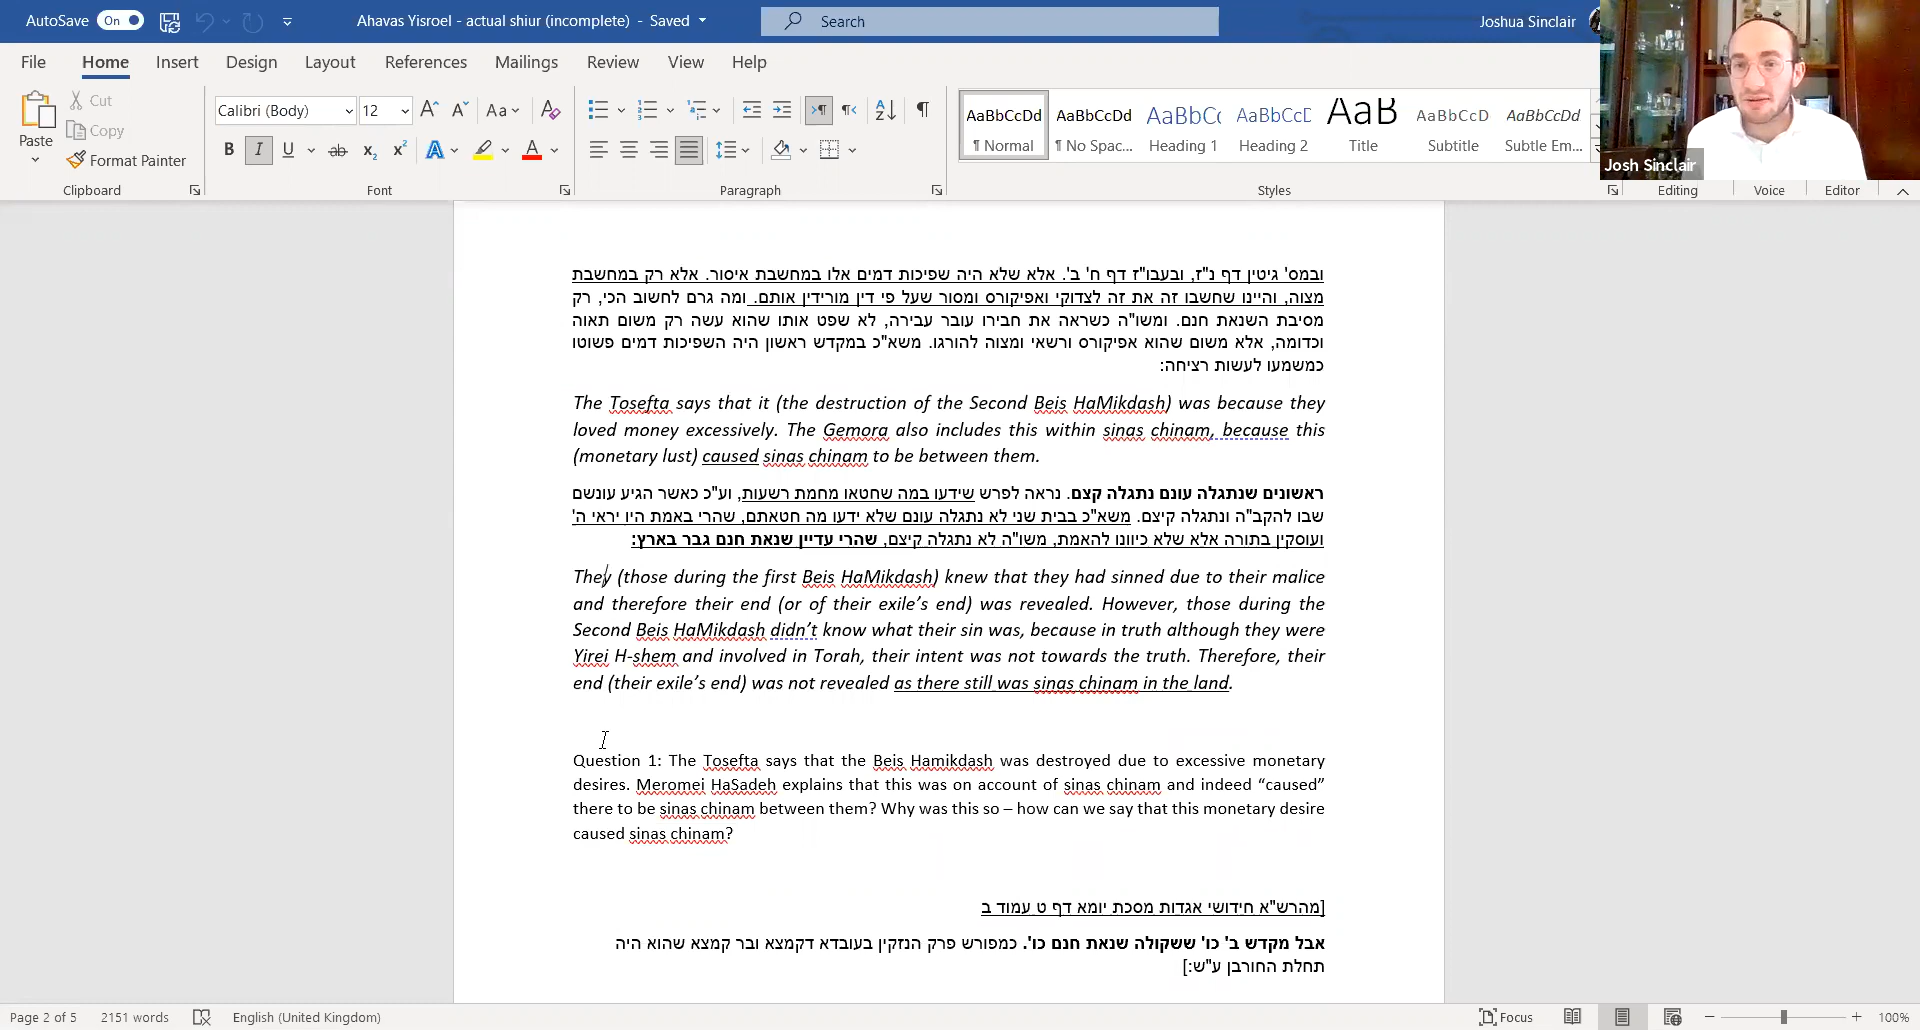 AutoSave On Ahavas Yisroel - actual shiur (incomplete) - Saved Search Joshua Sinclair
File Home Insert Design Layout References Mailings Review View Help
Paste Cut Copy Format Painter
Calibri (Body) 12
AaBbCcDd AaBbCcDd AaBbCc AaBbCcD AaB AaBbCcD AaBbCcDd
¶ Normal ¶ No Spac... Heading 1 Heading 2 Title Subtitle Subtle Em...
Josh Sinclair
Clipboard Font Paragraph Styles Editing Voice Editor
ובמס' גיטין דף נ"ז, ובעבו"ז דף ח' ב'. אלא שלא היה שפיכות דמים אלו במחשבת איסור. אלא רק במחשבת
מצוה, והיינו שחשבו זה את זה לצדוקי ואפיקורס ומסור שעל פי דין מורידין אותם. ומה גרם לחשוב הכי, רק
מסיבת השנאת חנם. ומשו"ה כשראה את חבירו עובר עבירה, לא שפט אותו שהוא עשה רק משום תאוה
וכדומה, אלא משום שהוא אפיקורס ורשאי ומצוה להורגו. משא"כ במקדש ראשון היה השפיכות דמים פשוטו
כמשמעו לעשות רציחה:
The Tosefta says that it (the destruction of the Second Beis HaMikdash) was because they
loved money excessively. The Gemora also includes this within sinas chinam, because this
(monetary lust) caused sinas chinam to be between them.
ראשונים שנתגלה עונם נתגלה קצם. נראה לפרש שידעו במה שחטאו מחמת רשעות, וע"כ כאשר הגיע עונשם
שבו להקב"ה ונתגלה קיצם. משא"כ בבית שני לא נתגלה עונם שלא ידעו מה חטאתם, שהרי באמת היו יראי ה'
ועוסקין בתורה אלא שלא כיוונו להאמת, משו"ה לא נתגלה קיצם, שהרי עדיין שנאת חנם גבר בארץ:
They (those during the first Beis HaMikdash) knew that they had sinned due to their malice
and therefore their end (or of their exile’s end) was revealed. However, those during the
Second Beis HaMikdash didn’t know what their sin was, because in truth although they were
Yirei H-shem and involved in Torah, their intent was not towards the truth. Therefore, their
end (their exile’s end) was not revealed as there still was sinas chinam in the land.
Question 1: The Tosefta says that the Beis Hamikdash was destroyed due to excessive monetary
desires. Meromei HaSadeh explains that this was on account of sinas chinam and indeed “caused”
there to be sinas chinam between them? Why was this so – how can we say that this monetary desire
caused sinas chinam?
[מהרש"א חידושי אגדות מסכת יומא דף ט עמוד ב
אבל מקדש ב' כו' ששקולה שנאת חנם כו'. כמפורש פרק הנזקין בעובדא דקמצא ובר קמצא שהוא היה
תחלת החורבן ע"ש:]
Page 2 of 5 2151 words English (United Kingdom) Focus 100%